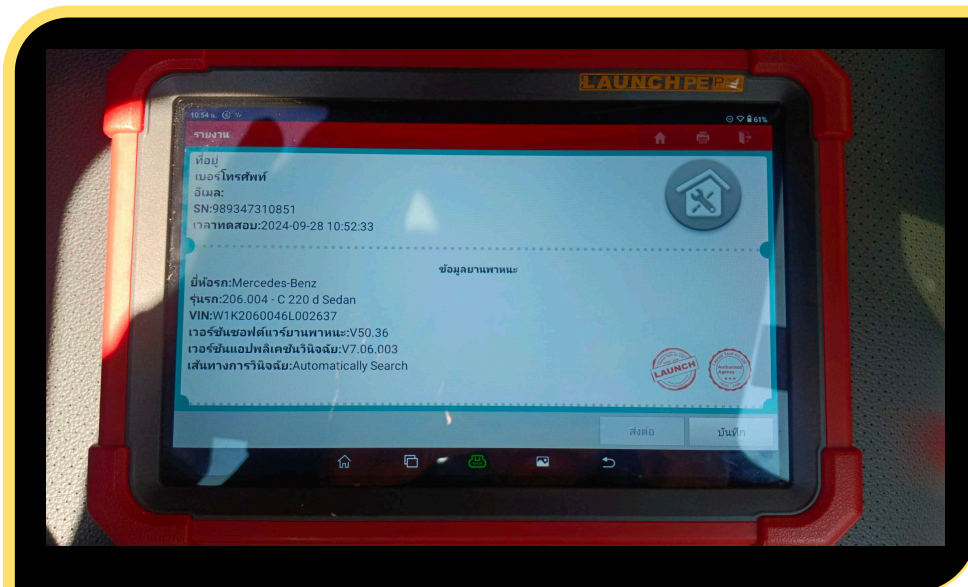 LAUNCH
10:54 น.
61%
รายงาน
ที่อยู่
เบอร์โทรศัพท์
อีเมล:
SN:989347310851
เวลาทดสอบ:2024-09-28 10:52:33
ข้อมูลยานพาหนะ
ยี่ห้อรถ:Mercedes-Benz
รุ่นรถ:206.004 - C 220 d Sedan
VIN:W1K2060046L002637
เวอร์ชันซอฟต์แวร์ยานพาหนะ:V50.36
เวอร์ชันแอปพลิเคชันวินิจฉัย:V7.06.003
เส้นทางการวินิจฉัย:Automatically Search
LAUNCH
Authorized
Agency
ส่งต่อ
บันทึก